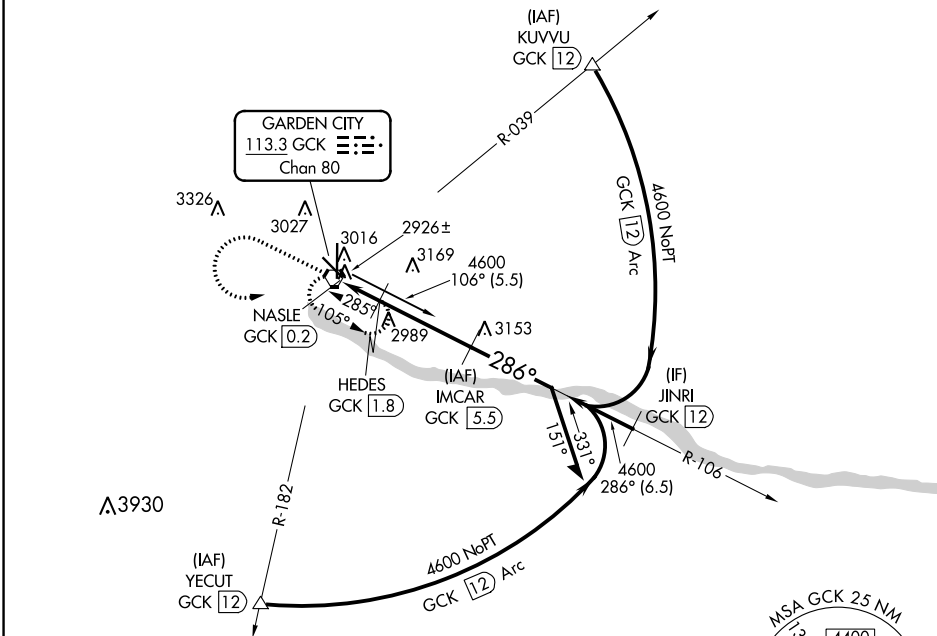 (IAF)
KUVVU
GCK 12
R-039
GARDEN CITY
113.3 GCK
Chan 80
GCK 12 Arc
4600 NoPT
3326
3027
3016
2926±
3169
4600
106° (5.5)
285°
105°
NASLE
GCK 0.2
2989
3153
286°
HEDES
GCK 1.8
(IAF)
IMCAR
GCK 5.5
(IF)
JINRI
GCK 12
151°
331°
4600
286° (6.5)
R-106
R-182
3930
4600 NoPT
GCK 12 Arc
(IAF)
YECUT
GCK 12
MSA GCK 25 NM
4400